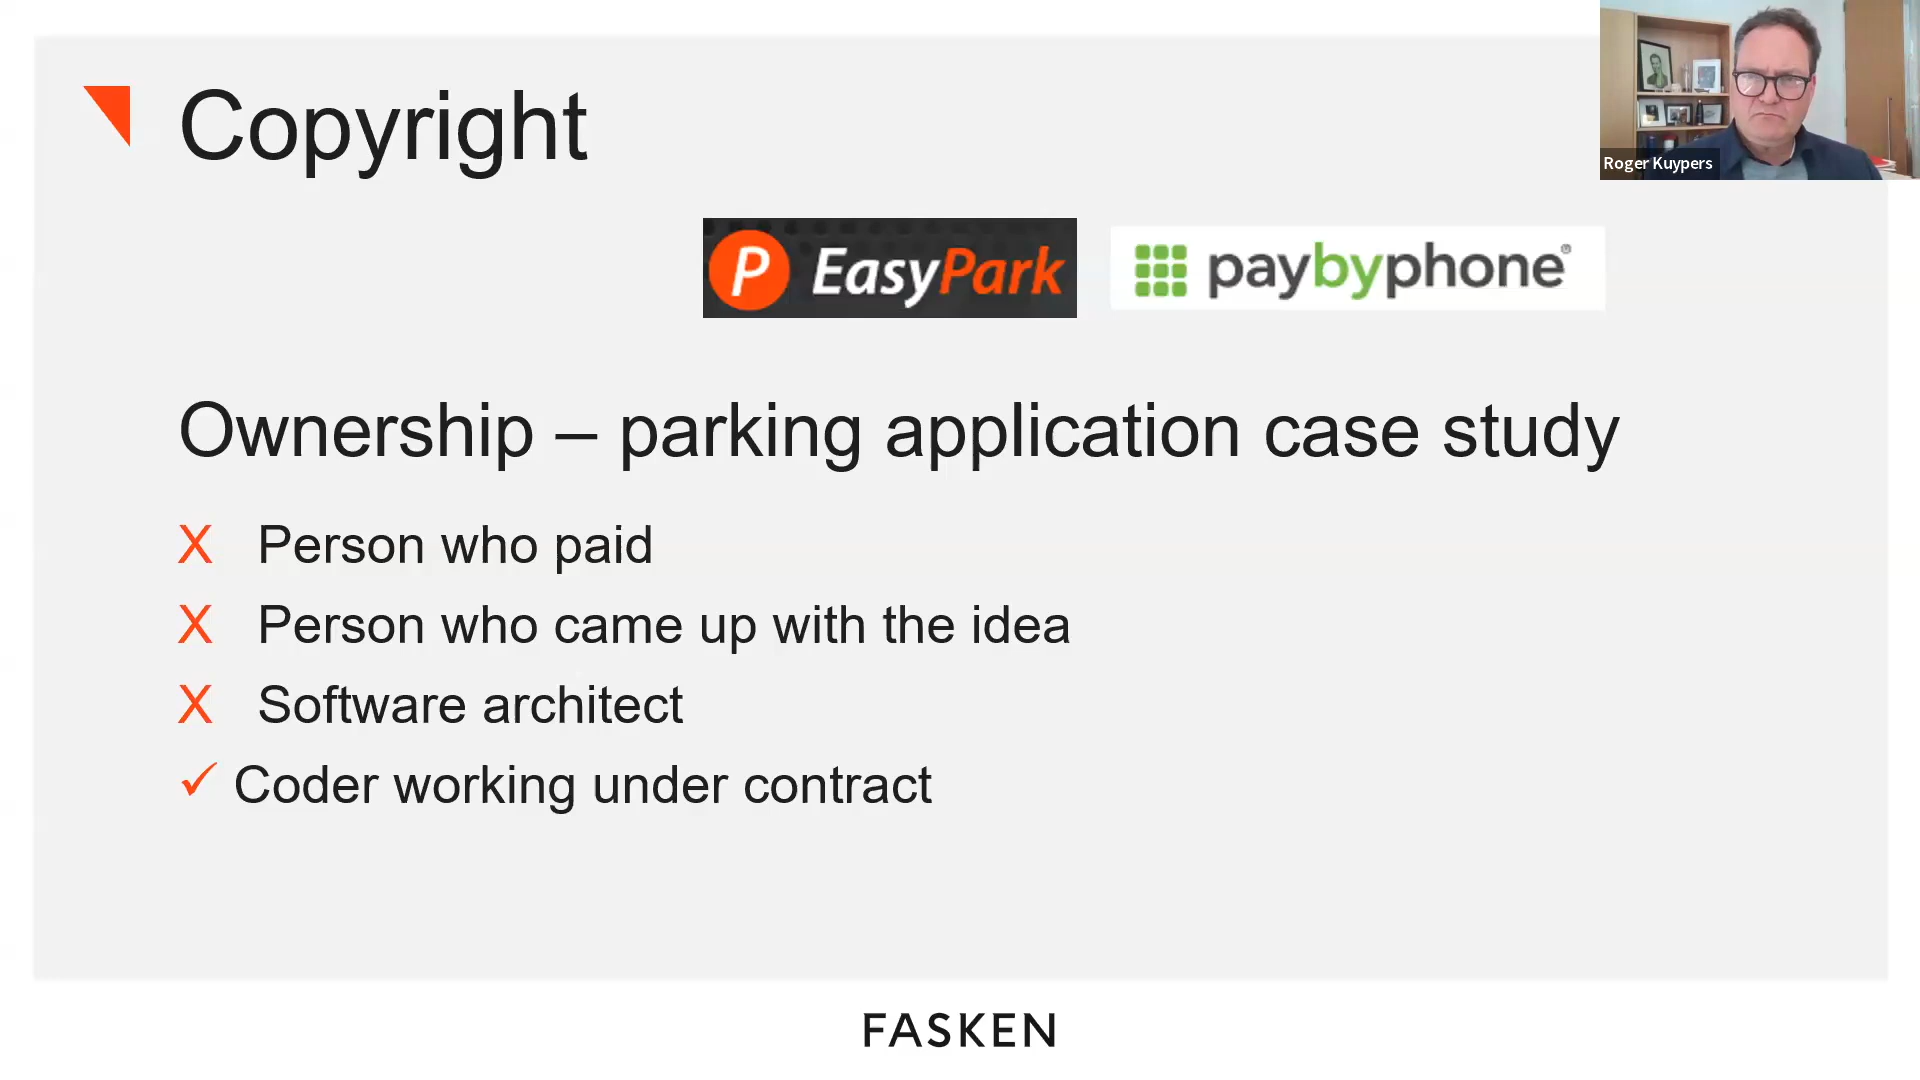 Copyright
Roger Kuypers
P EasyPark
paybyphone®
Ownership – parking application case study
X Person who paid
X Person who came up with the idea
X Software architect
✓ Coder working under contract
FASKEN